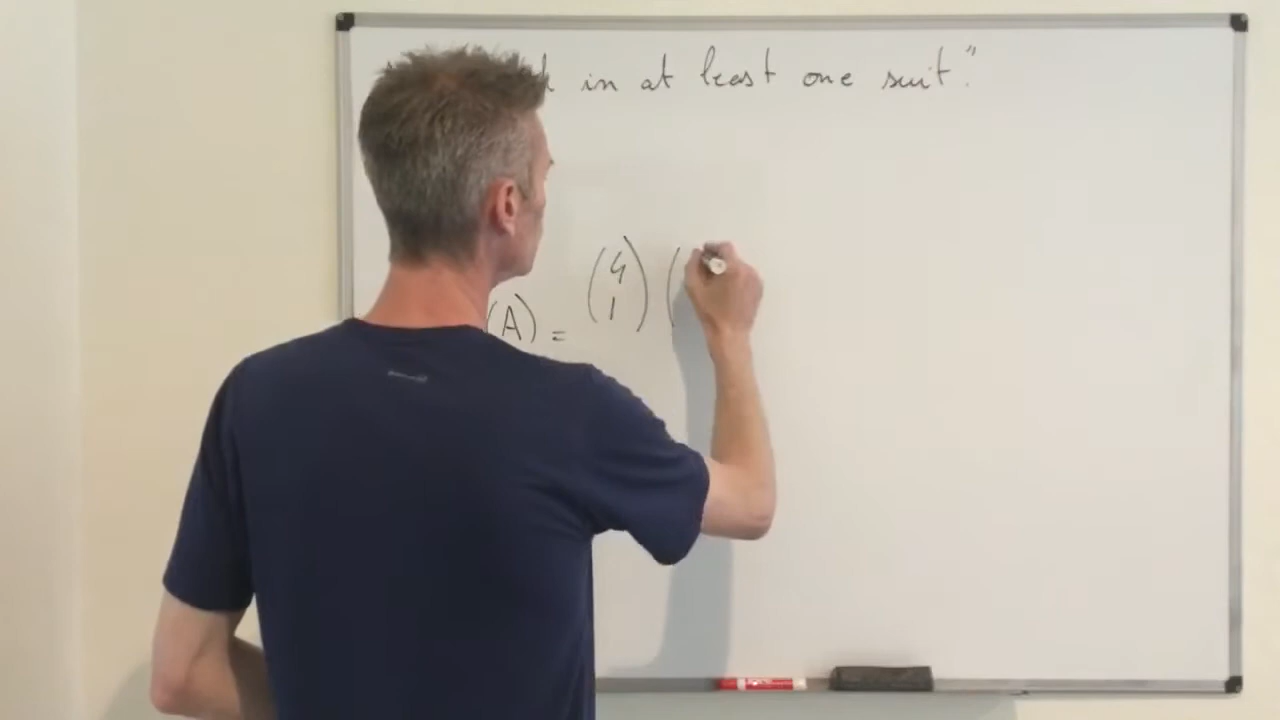 in at least one suit."
(A) = (4 1) (